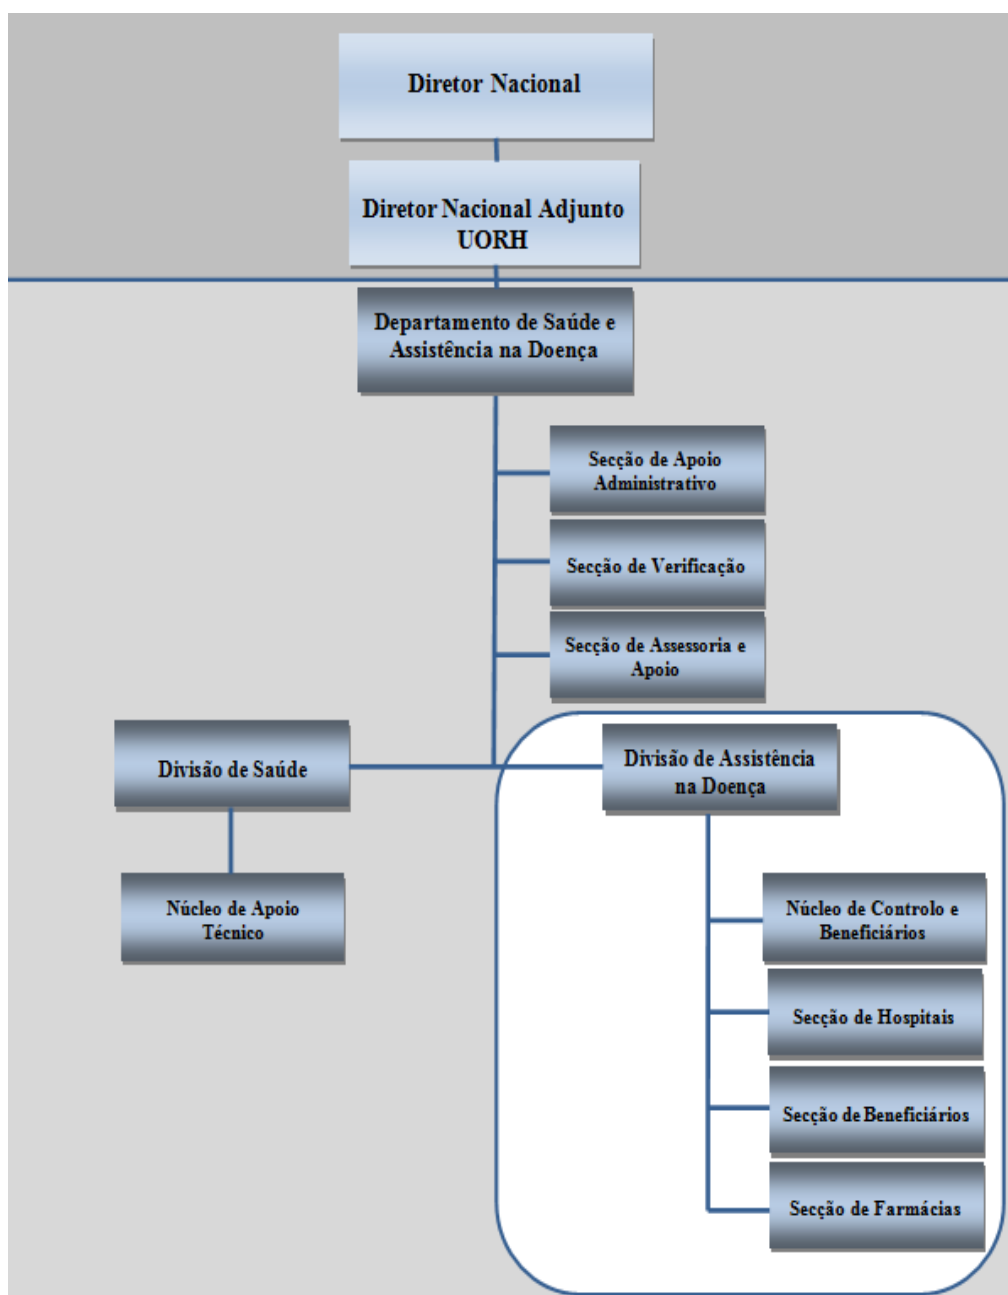 Diretor Nacional
Diretor Nacional Adjunto
UORH
Departamento de Saúde e
Assistência na Doença
Secção de Apoio
Administrativo
Secção de Verificação
Secção de Assessoria e
Apoio
Divisão de Saúde
Núcleo de Apoio
Técnico
Divisão de Assistência
na Doença
Núcleo de Controlo e
Beneficiários
Secção de Hospitais
Secção de Beneficiários
Secção de Farmácias